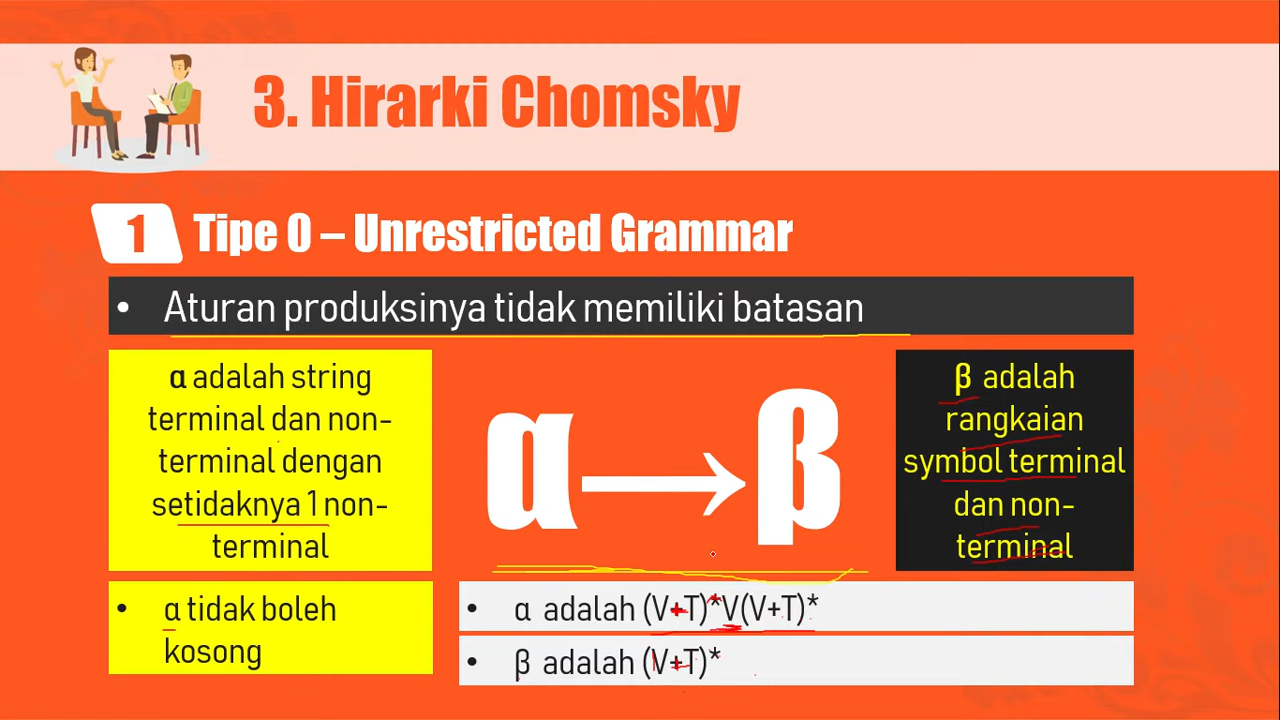 3. Hirarki Chomsky
1 Tipe 0 – Unrestricted Grammar
• Aturan produksinya tidak memiliki batasan
α adalah string
terminal dan non-
terminal dengan
setidaknya 1 non-
terminal
α→β
β adalah
rangkaian
symbol terminal
dan non-
terminal
• α tidak boleh
kosong
• α adalah (V+T)*V(V+T)*
• β adalah (V+T)*